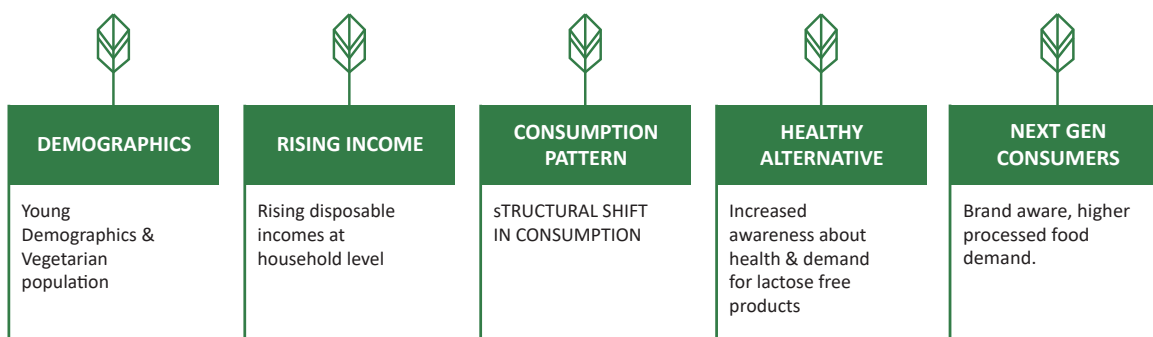 DEMOGRAPHICS
Young
Demographics &
Vegetarian
population
RISING INCOME
Rising disposable
incomes at
household level
CONSUMPTION
PATTERN
sTRUCTURAL SHIFT
IN CONSUMPTION
HEALTHY
ALTERNATIVE
Increased
awareness about
health & demand
for lactose free
products
NEXT GEN
CONSUMERS
Brand aware, higher
processed food
demand.